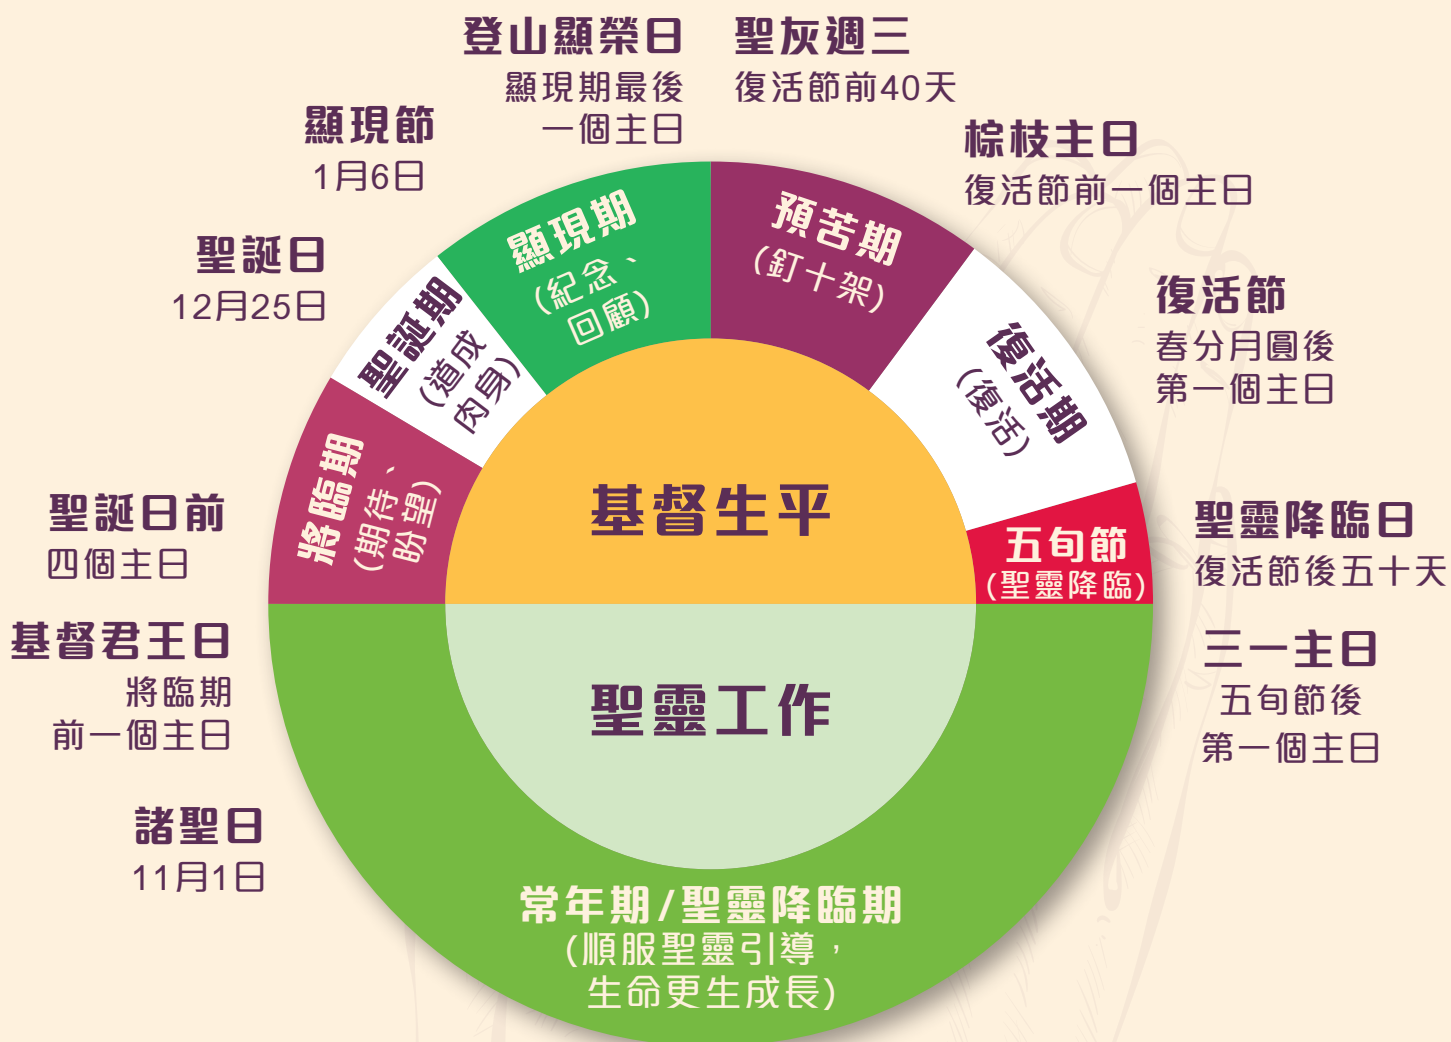 登山顯榮日
顯現期最後
一個主日
聖灰週三
復活節前40天
顯現節
1月6日
棕枝主日
復活節前一個主日
聖誕日
12月25日
復活節
春分月圓後
第一個主日
聖誕日前
四個主日
聖靈降臨日
復活節後五十天
基督君王日
將臨期
前一個主日
三一主日
五旬節後
第一個主日
諸聖日
11月1日
將臨期
(期待、
盼望)
聖誕期
(道成
肉身)
顯現期
(紀念、
回顧)
預苦期
(釘十架)
復活期
(復活)
五旬節
(聖靈降臨)
基督生平
聖靈工作
常年期/聖靈降臨期
(順服聖靈引導，
生命更生成長)